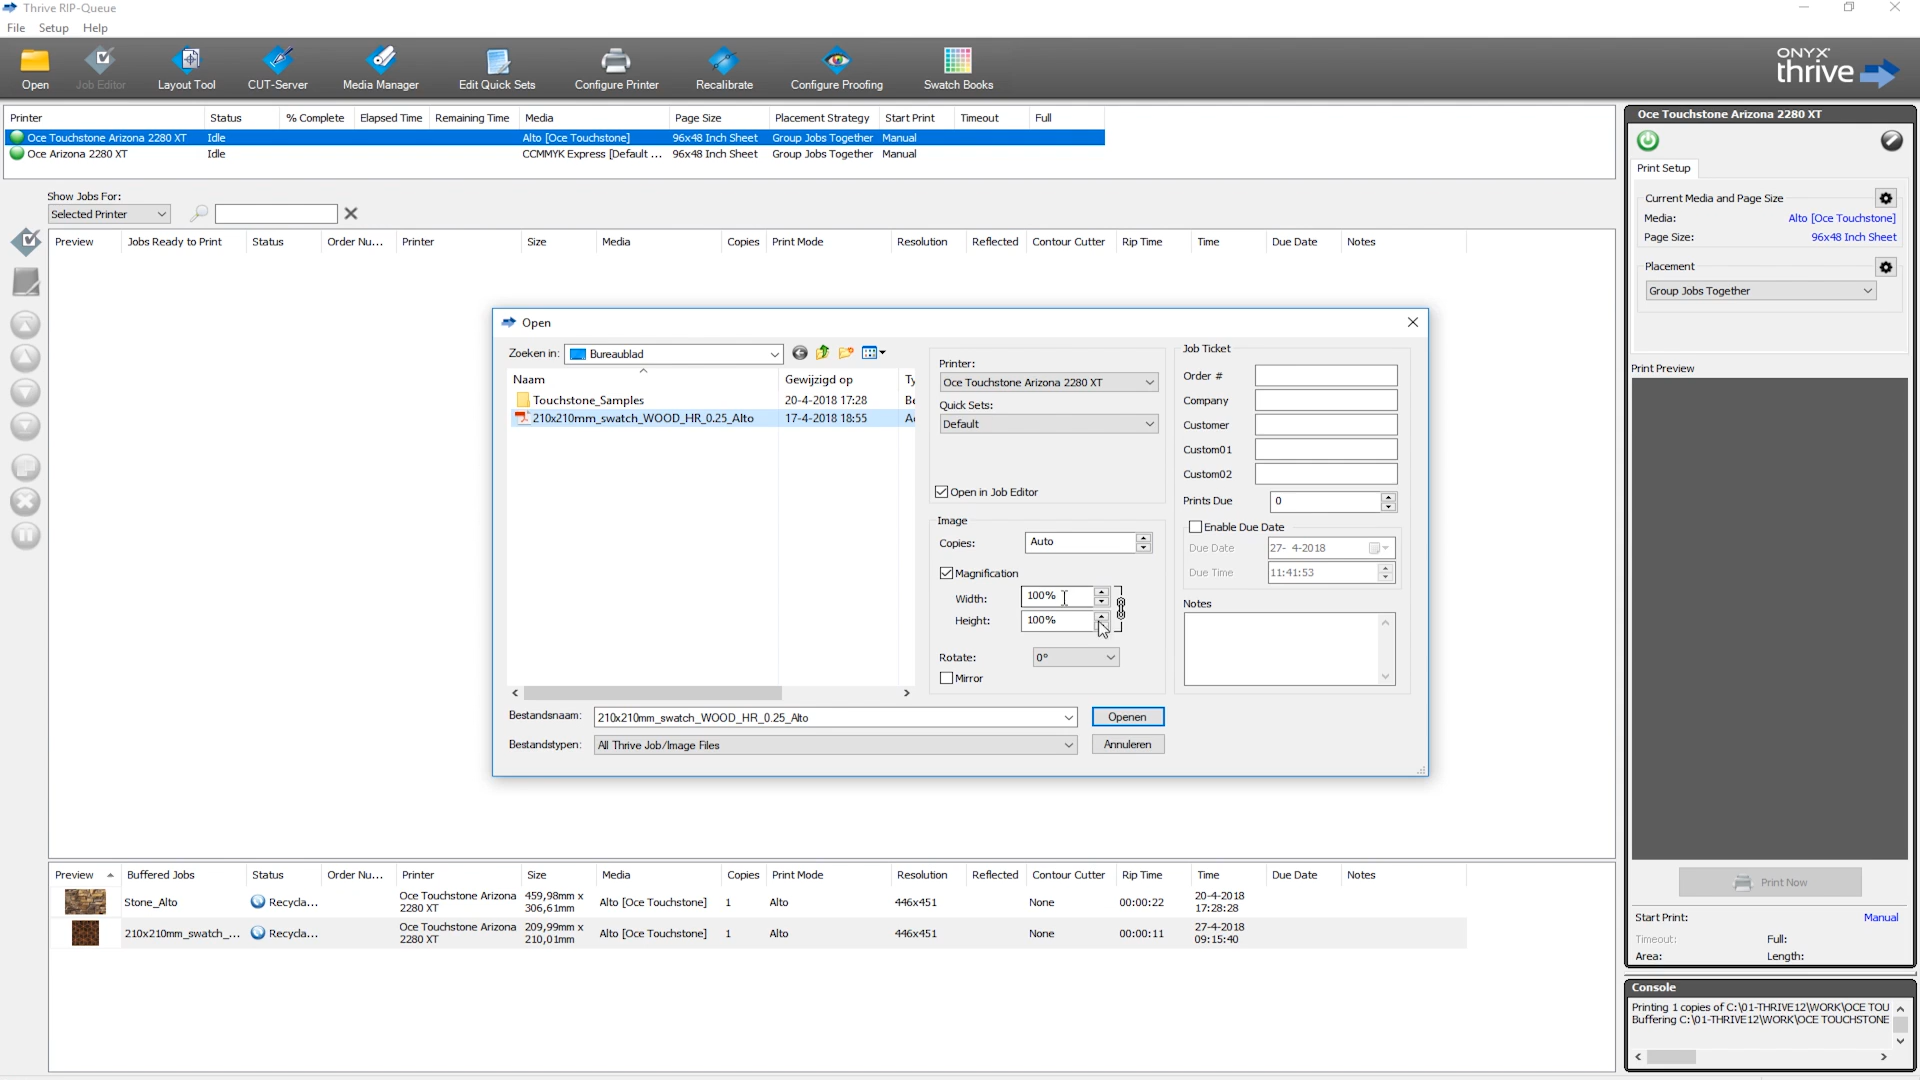 Thrive RIP-Queue
File Setup Help
Open Job Editor Layout Tool CUT-Server Media Manager Edit Quick Sets Configure Printer Recalibrate Configure Proofing Swatch Books
ONYX thrive
Printer Status % Complete Elapsed Time Remaining Time Media Page Size Placement Strategy Start Print Timeout Full
Oce Touchstone Arizona 2280 XT Idle Alto [Oce Touchstone] 96x48 Inch Sheet Group Jobs Together Manual
Oce Arizona 2280 XT Idle CCMMYK Express [Default ... 96x48 Inch Sheet Group Jobs Together Manual
Show Jobs For:
Selected Printer
Preview Jobs Ready to Print Status Order Nu... Printer Size Media Copies Print Mode Resolution Reflected Contour Cutter Rip Time Time Due Date Notes
Open
Zoeken in: Bureaublad
Naam Gewijzigd op Ty
Touchstone_Samples 20-4-2018 17:28 Be
210x210mm_swatch_WOOD_HR_0.25_Alto 17-4-2018 18:55 A
Printer:
Oce Touchstone Arizona 2280 XT
Quick Sets:
Default
Open in Job Editor
Image
Copies: Auto
Magnification
Width: 100%
Height: 100%
Rotate: 0°
Mirror
Job Ticket
Order #
Company
Customer
Custom01
Custom02
Prints Due 0
Enable Due Date
Due Date 27- 4-2018
Due Time 11:41:53
Notes
Bestandsnaam: 210x210mm_swatch_WOOD_HR_0.25_Alto Openen
Bestandstypen: All Thrive Job/Image Files Annuleren
Preview Buffered Jobs Status Order Nu... Printer Size Media Copies Print Mode Resolution Reflected Contour Cutter Rip Time Time Due Date Notes
Stone_Alto Recycla... Oce Touchstone Arizona 2280 XT 459,98mm x 306,61mm Alto [Oce Touchstone] 1 Alto 446x451 None 00:00:22 20-4-2018 17:28:28
210x210mm_swatch_... Recycla... Oce Touchstone Arizona 2280 XT 209,99mm x 210,01mm Alto [Oce Touchstone] 1 Alto 446x451 None 00:00:11 27-4-2018 09:15:40
Oce Touchstone Arizona 2280 XT
Print Setup
Current Media and Page Size
Media: Alto [Oce Touchstone]
Page Size: 96x48 Inch Sheet
Placement
Group Jobs Together
Print Preview
Print Now
Start Print: Manual
Timeout: Full:
Area: Length:
Console
Printing 1 copies of C:\01-THRIVE12\WORK\OCE TOU
Buffering C:\01-THRIVE12\WORK\OCE TOUCHSTONE